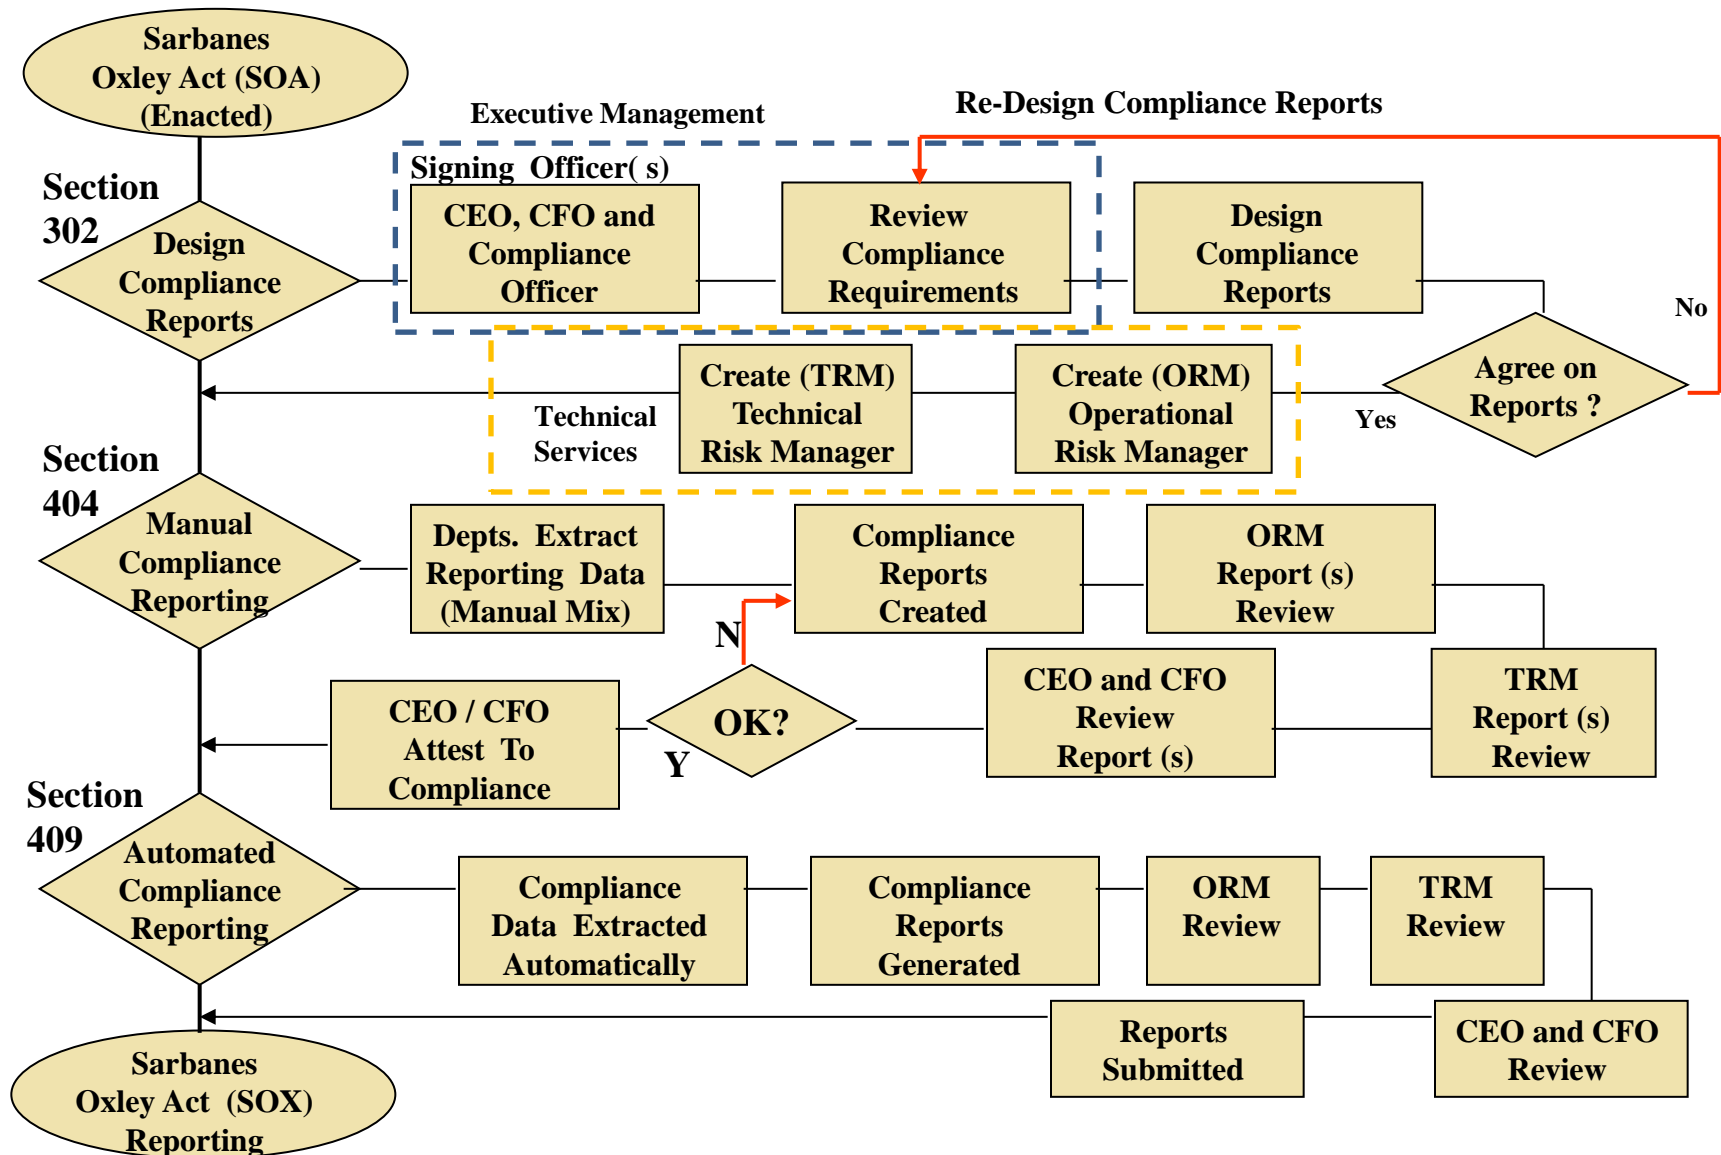 Sarbanes
Oxley Act (SOA)
(Enacted)
Executive Management
Re-Design Compliance Reports
Section
302
Design
Compliance
Reports
Signing Officer( s)
CEO, CFO and
Compliance
Officer
Review
Compliance
Requirements
Design
Compliance
Reports
No
Agree on
Reports ?
Yes
Create (ORM)
Operational
Risk Manager
Create (TRM)
Technical
Risk Manager
Technical
Services
Section
404
Manual
Compliance
Reporting
Depts. Extract
Reporting Data
(Manual Mix)
Compliance
Reports
Created
ORM
Report (s)
Review
TRM
Report (s)
Review
CEO and CFO
Review
Report (s)
OK?
N
Y
CEO / CFO
Attest To
Compliance
Section
409
Automated
Compliance
Reporting
Compliance
Data Extracted
Automatically
Compliance
Reports
Generated
ORM
Review
TRM
Review
CEO and CFO
Review
Reports
Submitted
Sarbanes
Oxley Act (SOX)
Reporting